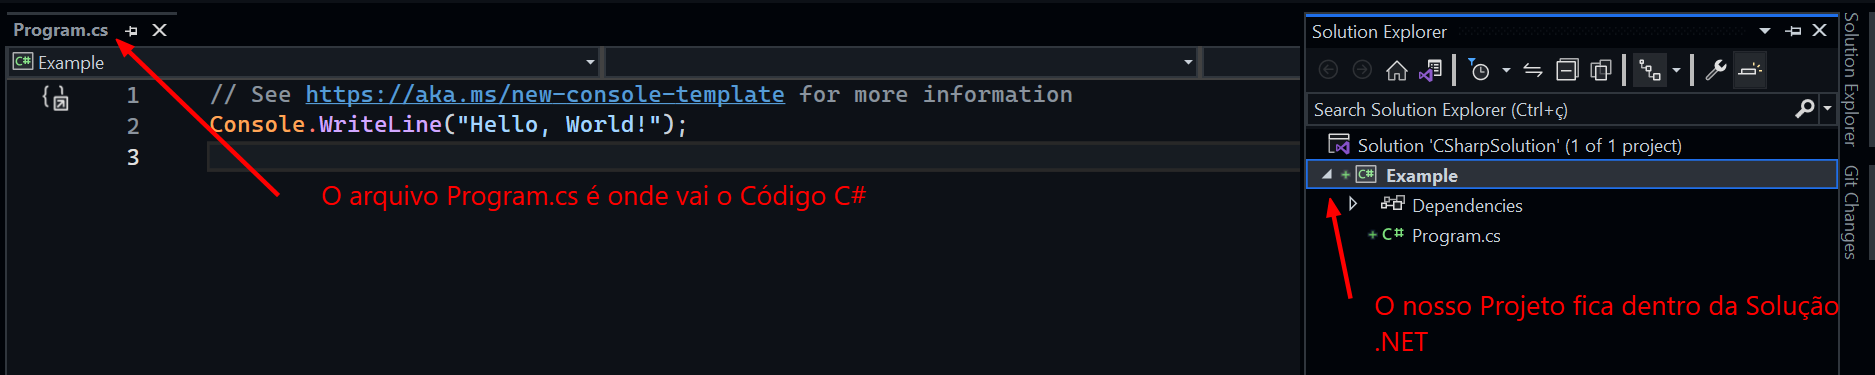 Program.cs
C# Example
1 // See https://aka.ms/new-console-template for more information
2 Console.WriteLine("Hello, World!");
3
O arquivo Program.cs é onde vai o Código C#
Solution Explorer
Search Solution Explorer (Ctrl+ç)
Solution 'CSharpSolution' (1 of 1 project)
C# Example
Dependencies
C# Program.cs
O nosso Projeto fica dentro da Solução
.NET
Solution Explorer
Git Changes